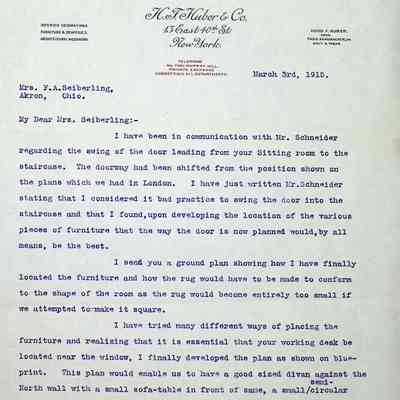 H. F. Huber & Co.
13 East 40th St
New York.
INTERIOR DECORATIONS
FURNITURE & DRAPERIES
TELEPHONE
PRIVATE EXCHANGE
CONNECTING ALL DEPARTMENTS
March 3rd, 1915.
Mrs. F.A.Seiberling,
Akron, Ohio.
My Dear Mrs. Seiberling:-
I have been in communication with Mr. Schneider
regarding the swing of the door leading from your Sitting room to the
staircase. The doorway had been shifted from the position shown on
the plans which we had in London. I have just written Mr.Schneider
stating that I considered it bad practice to swing the door into the
staircase and that I found,upon developing the location of the various
pieces of furniture that the way the door is now planned would,by all
means, be the best.
I send you a ground plan showing how I have finally
located the furniture and how the rug would have to be made to conform
to the shape of the room as the rug would become entirely too small if
we attempted to make it square.
I have tried many different ways of placing the
furniture and realizing that it is essential that your working desk be
located near the window, I finally developed the plan as shown on blue-
print. This plan would enable us to have a good sized divan against the
North wall with a small sofa-table in front of same, a small/semi-circular